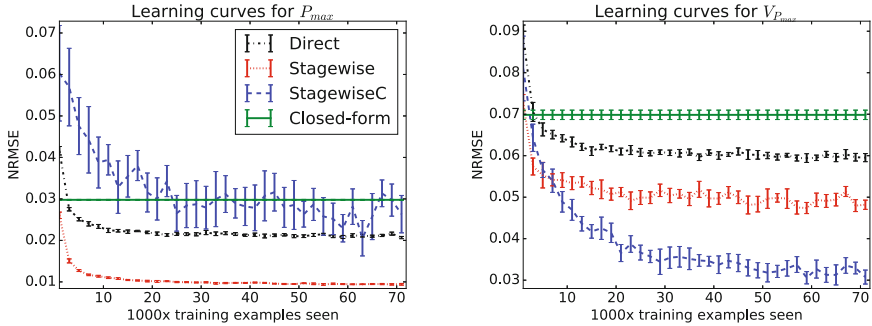 Learning curves for P_max
NRMSE
0.07
0.06
0.05
0.04
0.03
0.02
0.01
10 20 30 40 50 60 70
1000x training examples seen
Direct
Stagewise
StagewiseC
Closed-form
Learning curves for V_{P_max}
NRMSE
0.09
0.08
0.07
0.06
0.05
0.04
0.03
10 20 30 40 50 60 70
1000x training examples seen